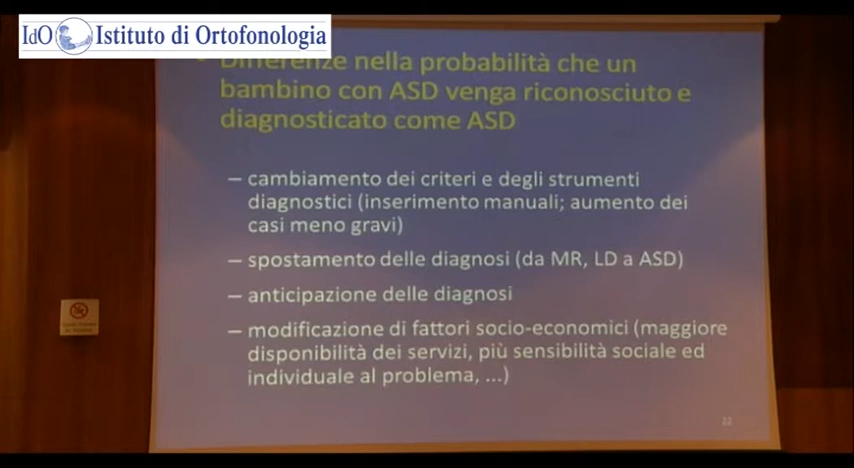 IdO Istituto di Ortofonologia
Differenze nella probabilità che un
bambino con ASD venga riconosciuto e
diagnosticato come ASD
– cambiamento dei criteri e degli strumenti
diagnostici (inserimento manuali; aumento dei
casi meno gravi)
– spostamento delle diagnosi (da MR, LD a ASD)
– anticipazione delle diagnosi
– modificazione di fattori socio-economici (maggiore
disponibilità dei servizi, più sensibilità sociale ed
individuale al problema, ...)
22